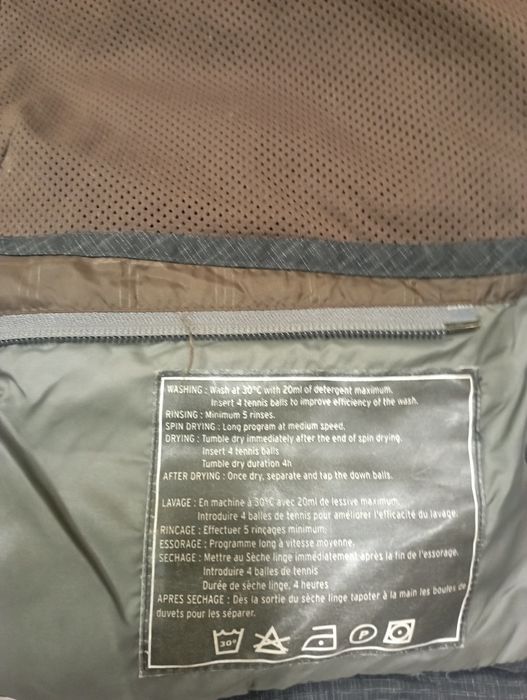 WASHING : Wash at 30°C with 20ml of detergent maximum.
Insert 4 tennis balls to improve efficiency of the wash.
RINSING : Minimum 5 rinses.
SPIN DRYING : Long program at medium speed.
DRYING : Tumble dry immediately after the end of spin drying.
Insert 4 tennis balls
Tumble dry duration 4h
AFTER DRYING : Once dry, separate and tap the down balls.
LAVAGE : En machine à 30°C avec 20ml de lessive maximum.
Introduire 4 balles de tennis pour améliorer l'efficacité du lavage.
RINCAGE : Effectuer 5 rinçages minimum.
ESSORAGE : Programme long à vitesse moyenne.
SECHAGE : Mettre au Sèche linge immédiatement après la fin de l'essorage.
Introduire 4 balles de tennis
Durée de sèche linge, 4 heures
APRES SECHAGE : Dès la sortie du sèche linge tapoter à la main les boules de
duvets pour les séparer.
30° P